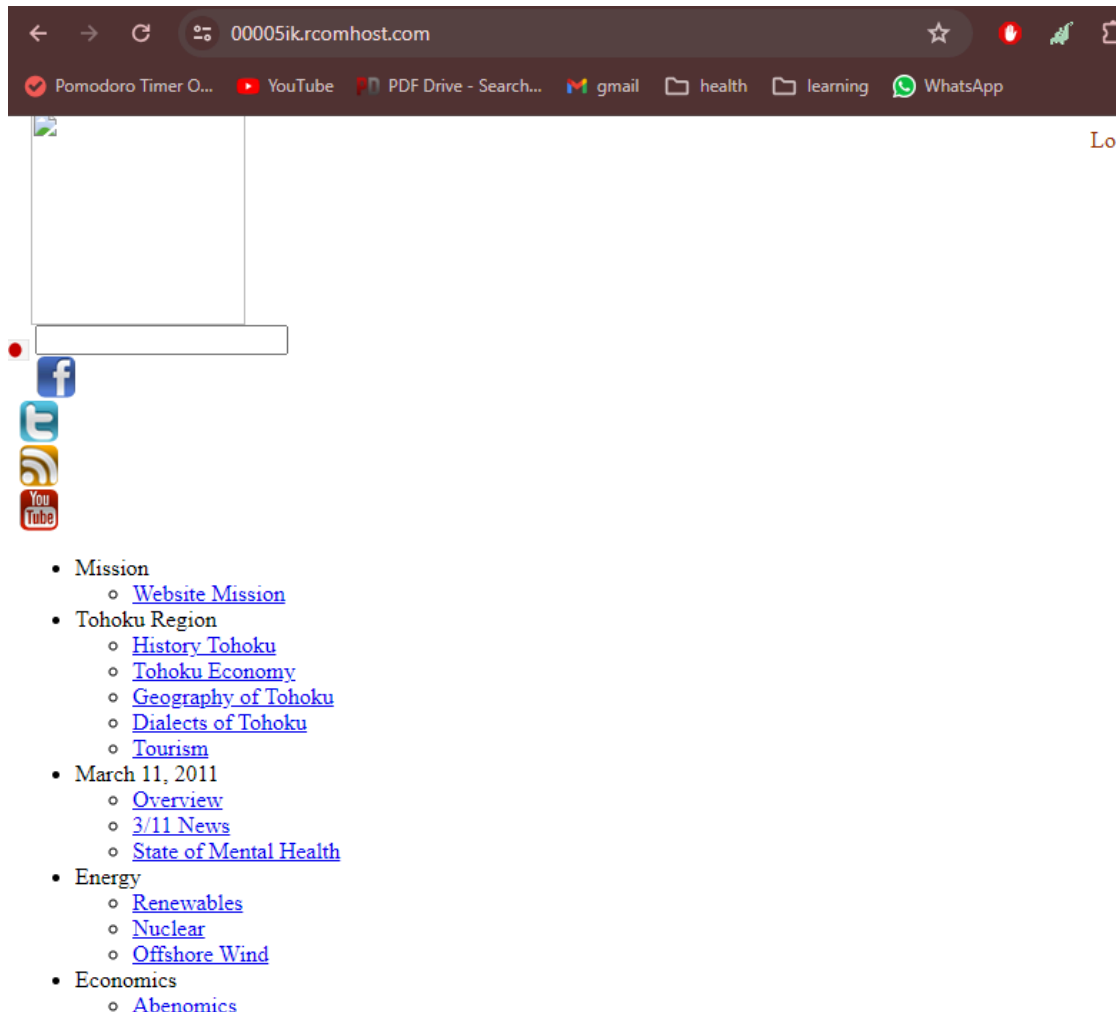 00005ik.rcomhost.com
Pomodoro Timer O... YouTube PDF Drive - Search... gmail health learning WhatsApp
Lo
f
t
You
Tube
Mission
Website Mission
Tohoku Region
History Tohoku
Tohoku Economy
Geography of Tohoku
Dialects of Tohoku
Tourism
March 11, 2011
Overview
3/11 News
State of Mental Health
Energy
Renewables
Nuclear
Offshore Wind
Economics
Abenomics